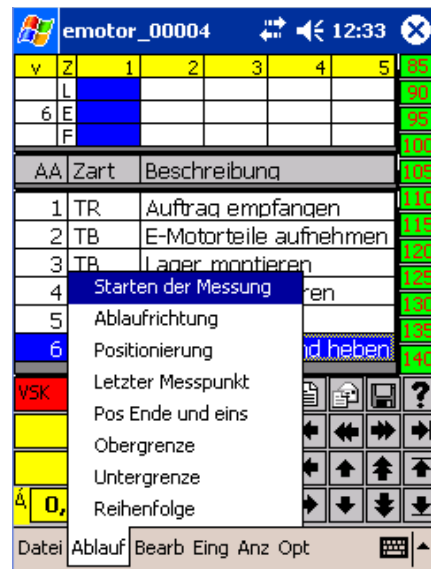 emotor_00004 12:33
v Z 1 2 3 4 5 85
L 90
6 E 95
F 100
AA Zart Beschreibung 105
1 TR Auftrag empfangen 110
2 TB E-Motorteile aufnehmen 115
3 TB Lager montieren 120
4 ren 125
Starten der Messung
5 130
Ablaufrichtung
6 nd heben 135
Positionierung
140
Letzter Messpunkt
VSK ?
Pos Ende und eins
Obergrenze
Untergrenze
0,
Reihenfolge
Datei Ablauf Bearb Eing Anz Opt